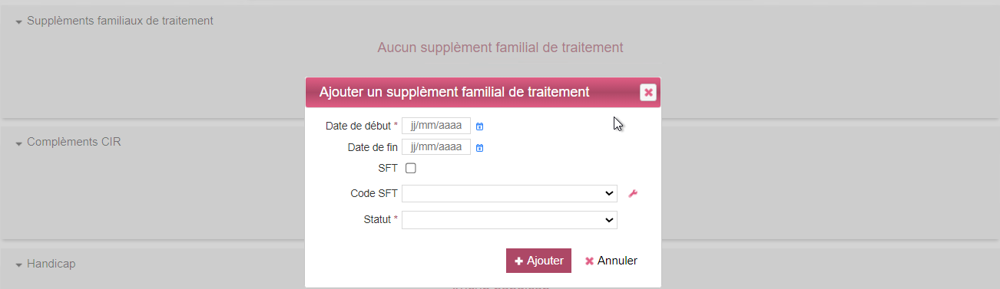 Supplèments familiaux de traitement
Aucun supplèment familial de traitement
Ajouter un supplèment familial de traitement
Date de début * jj/mm/aaaa
Date de fin jj/mm/aaaa
Complèments CIR
SFT
Code SFT
Statut *
Ajouter Annuler
Handicap